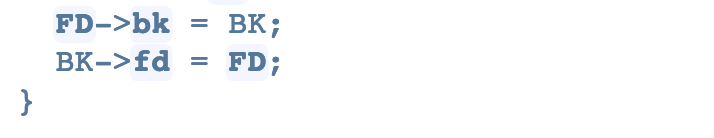 FD->bk = BK;
BK->fd = FD;
}